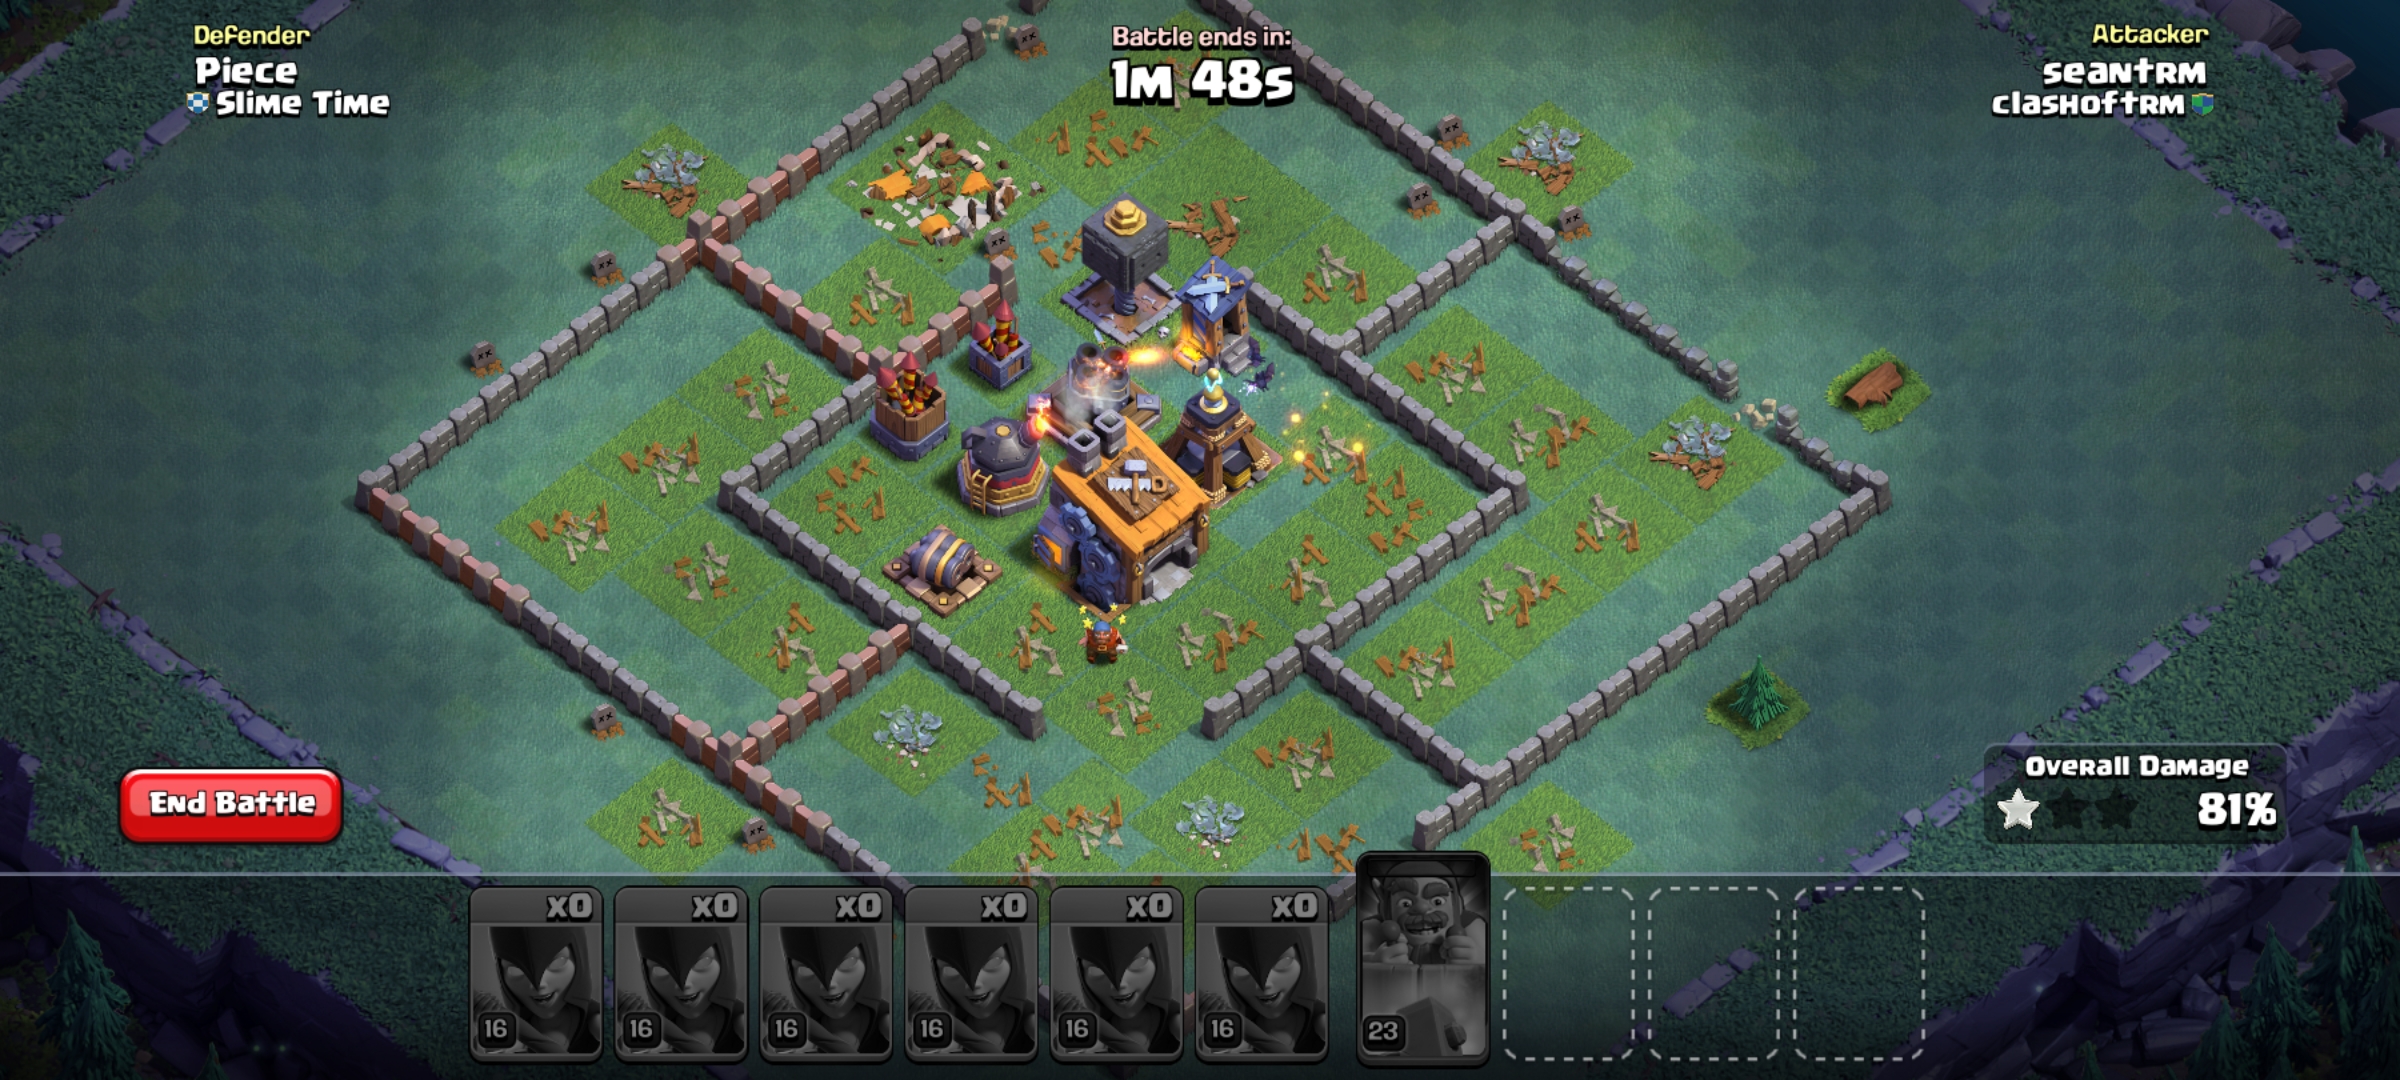 Defender
Piece
Slime Time
Battle ends in:
1M 48s
Attacker
seantrm
clashoftrm
End Battle
Overall Damage
81%
x0
x0
x0
x0
x0
x0
16
16
16
16
16
16
23